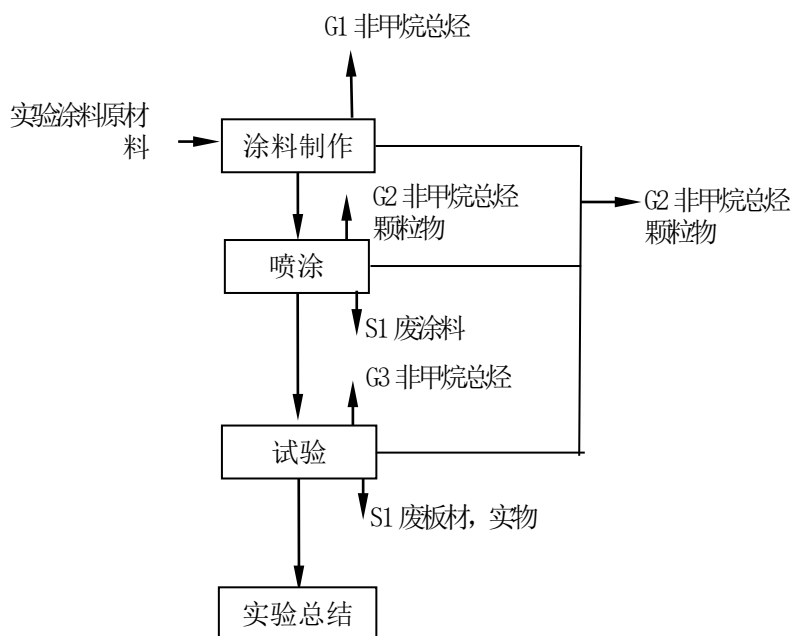 G1 非甲烷总烃
实验涂料原材
料
涂料制作
G2 非甲烷总烃
颗粒物
G2 非甲烷总烃
颗粒物
喷涂
S1 废涂料
G3 非甲烷总烃
试验
S1 废板材，实物
实验总结